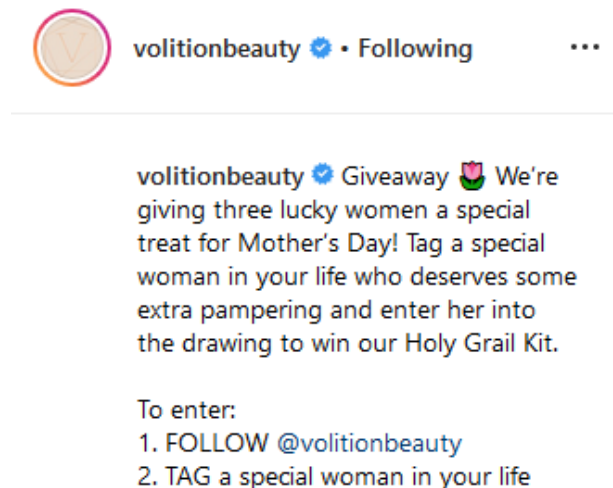 volitionbeauty • Following
volitionbeauty Giveaway 🌷 We're
giving three lucky women a special
treat for Mother's Day! Tag a special
woman in your life who deserves some
extra pampering and enter her into
the drawing to win our Holy Grail Kit.
To enter:
1. FOLLOW @volitionbeauty
2. TAG a special woman in your life